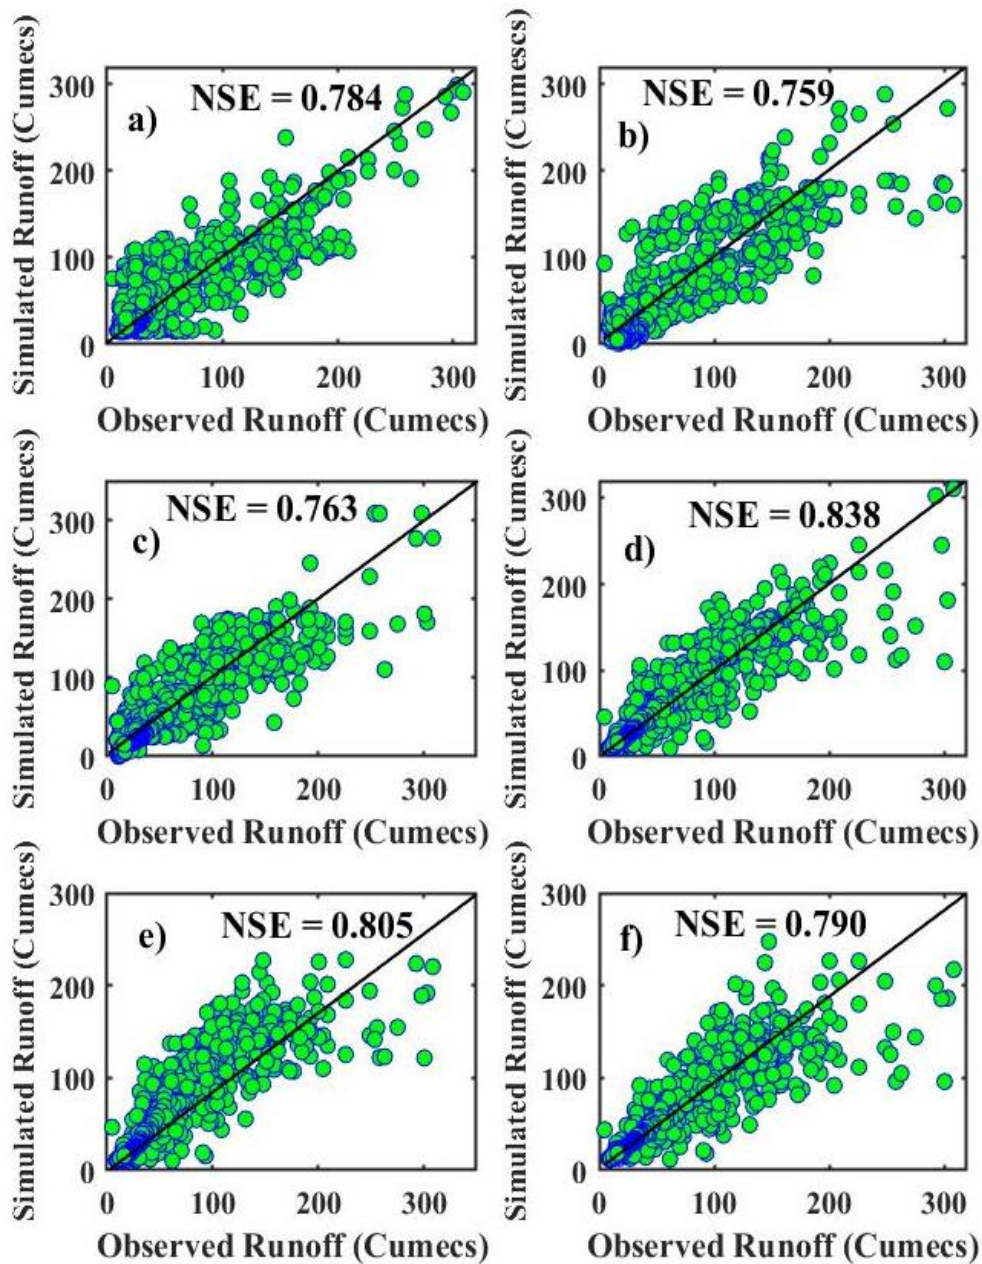 Simulated Runoff (Cumecs)
300
200
100
0
a)
NSE = 0.784
0 100 200 300
Observed Runoff (Cumecs)
Simulated Runoff (Cumescs)
300
200
100
0
b)
NSE = 0.759
0 100 200 300
Observed Runoff (Cumecs)
Simulated Runoff (Cumecs)
300
200
100
0
c)
NSE = 0.763
0 100 200 300
Observed Runoff (Cumecs)
Simulated Runoff (Cumesc)
300
200
100
0
d)
NSE = 0.838
0 100 200 300
Observed Runoff (Cumecs)
Simulated Runoff (Cumecs)
300
200
100
0
e)
NSE = 0.805
0 100 200 300
Observed Runoff (Cumecs)
Simulated Runoff (Cumecs)
300
200
100
0
f)
NSE = 0.790
0 100 200 300
Observed Runoff (Cumecs)